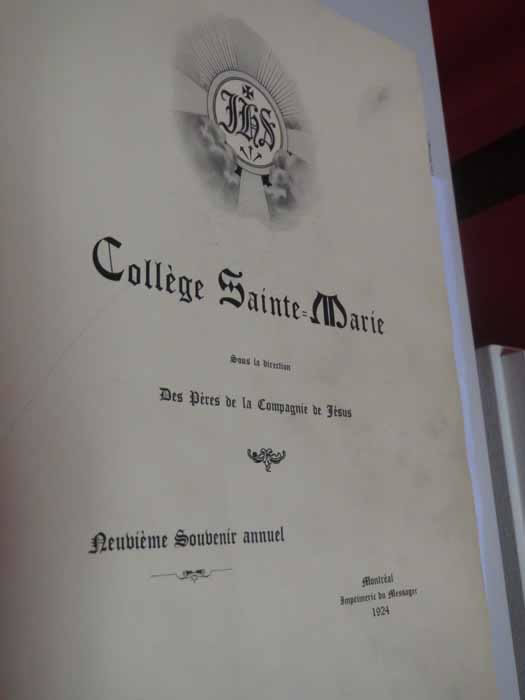 JHS
Collège Sainte=Marie
Sous la direction
Des Pères de la Compagnie de Jésus
Neuvième Souvenir annuel
Montréal
Imprimerie du Messager
1924